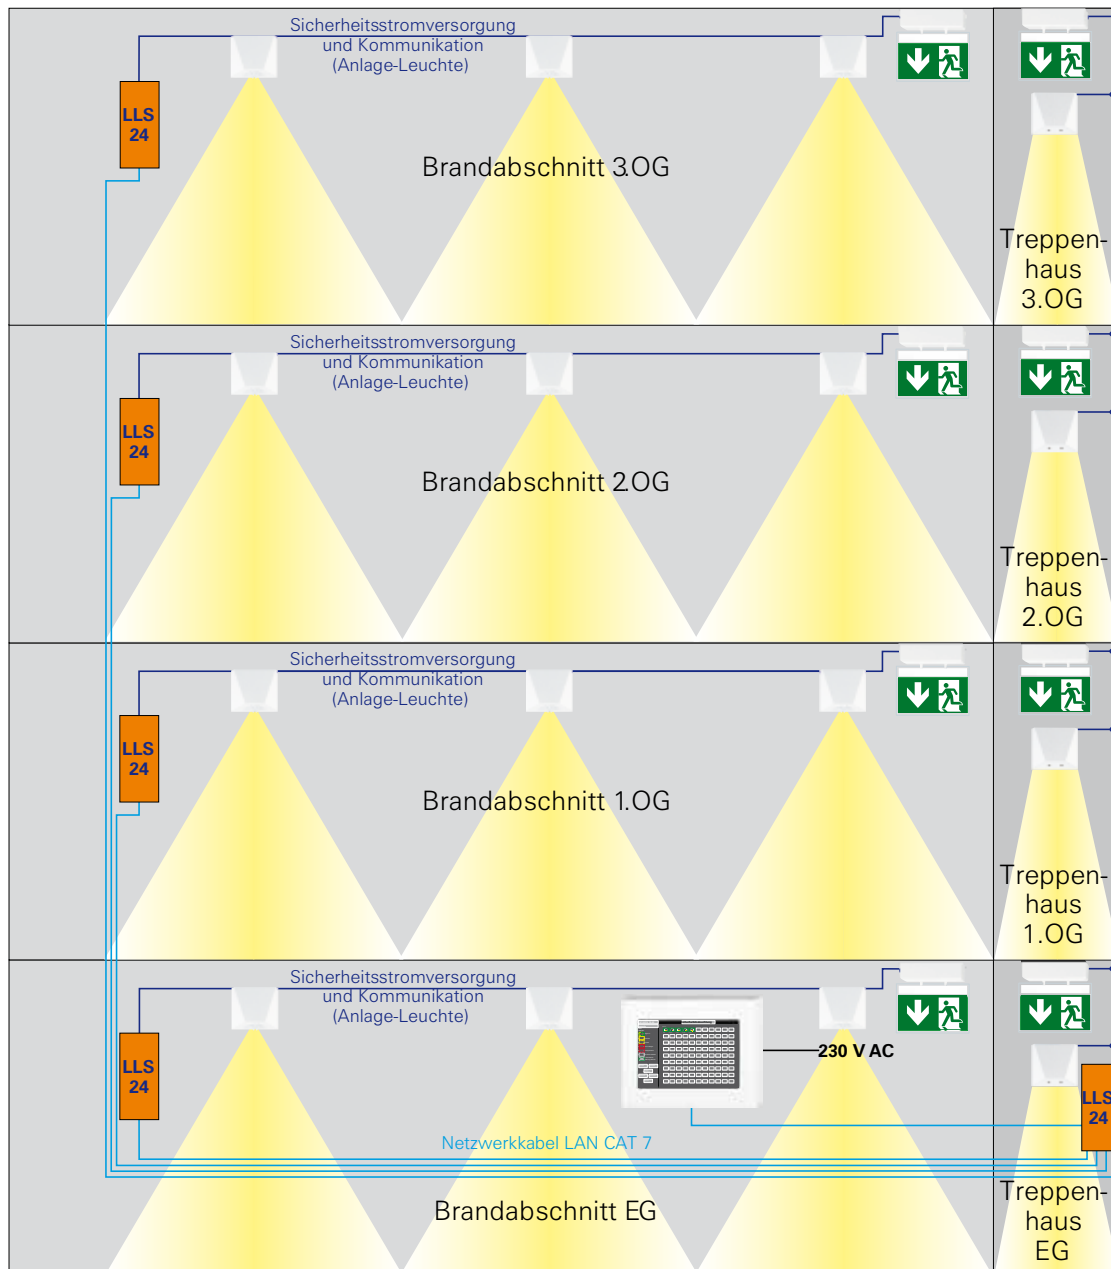 Sicherheitsstromversorgung
und Kommunikation
(Anlage-Leuchte)
LLS
24
Brandabschnitt 3.OG
Treppen-
haus
3.OG
Sicherheitsstromversorgung
und Kommunikation
(Anlage-Leuchte)
LLS
24
Brandabschnitt 2.OG
Treppen-
haus
2.OG
Sicherheitsstromversorgung
und Kommunikation
(Anlage-Leuchte)
LLS
24
Brandabschnitt 1.OG
Treppen-
haus
1.OG
Sicherheitsstromversorgung
und Kommunikation
(Anlage-Leuchte)
230 V AC
LLS
24
LLS
24
Netzwerkkabel LAN CAT 7
Brandabschnitt EG
Treppen-
haus
EG